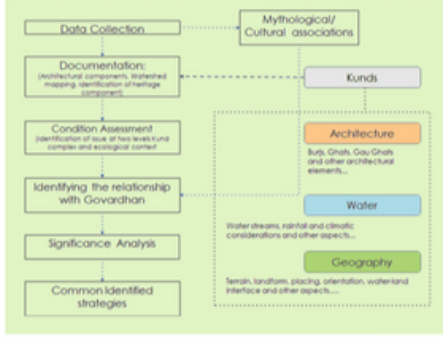 Data Collection
Mythological/
Cultural associations
Documentation:
(Architectural components, Watershed
mapping, Identification of heritage
component)
Kunds
Condition Assessment
(Identification of issue at two levels Kund
complex and ecological context
Architecture
Burjs, Ghats, Gau Ghats
and other architectural
elements...
Identifying the relationship
with Govardhan
Water
Water streams, rainfall and climatic
considerations and other aspects...
Significance Analysis
Geography
Terrain, landform, placing, orientation, water-land
interface and other aspects....
Common Identified
strategies